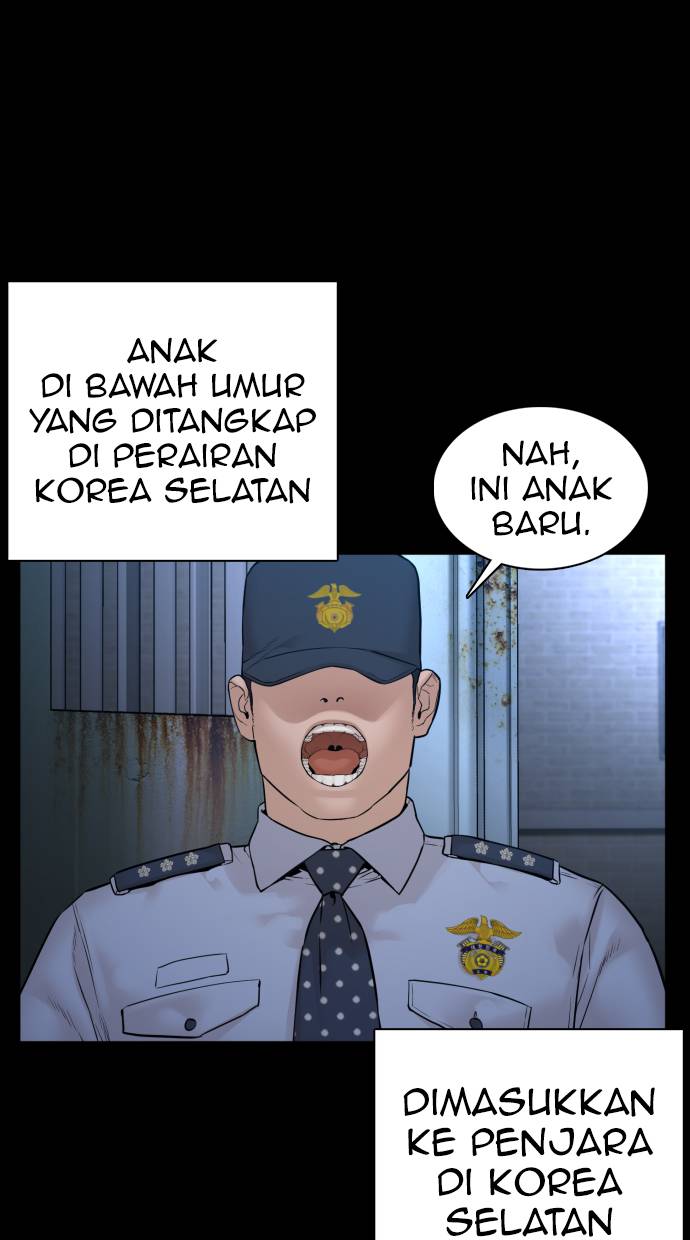 ANAK
DI BAWAH UMUR
YANG DITANGKAP
DI PERAIRAN
KOREA SELATAN
NAH,
INI ANAK
BARU.
DIMASUKKAN
KE PENJARA
DI KOREA
SELATAN